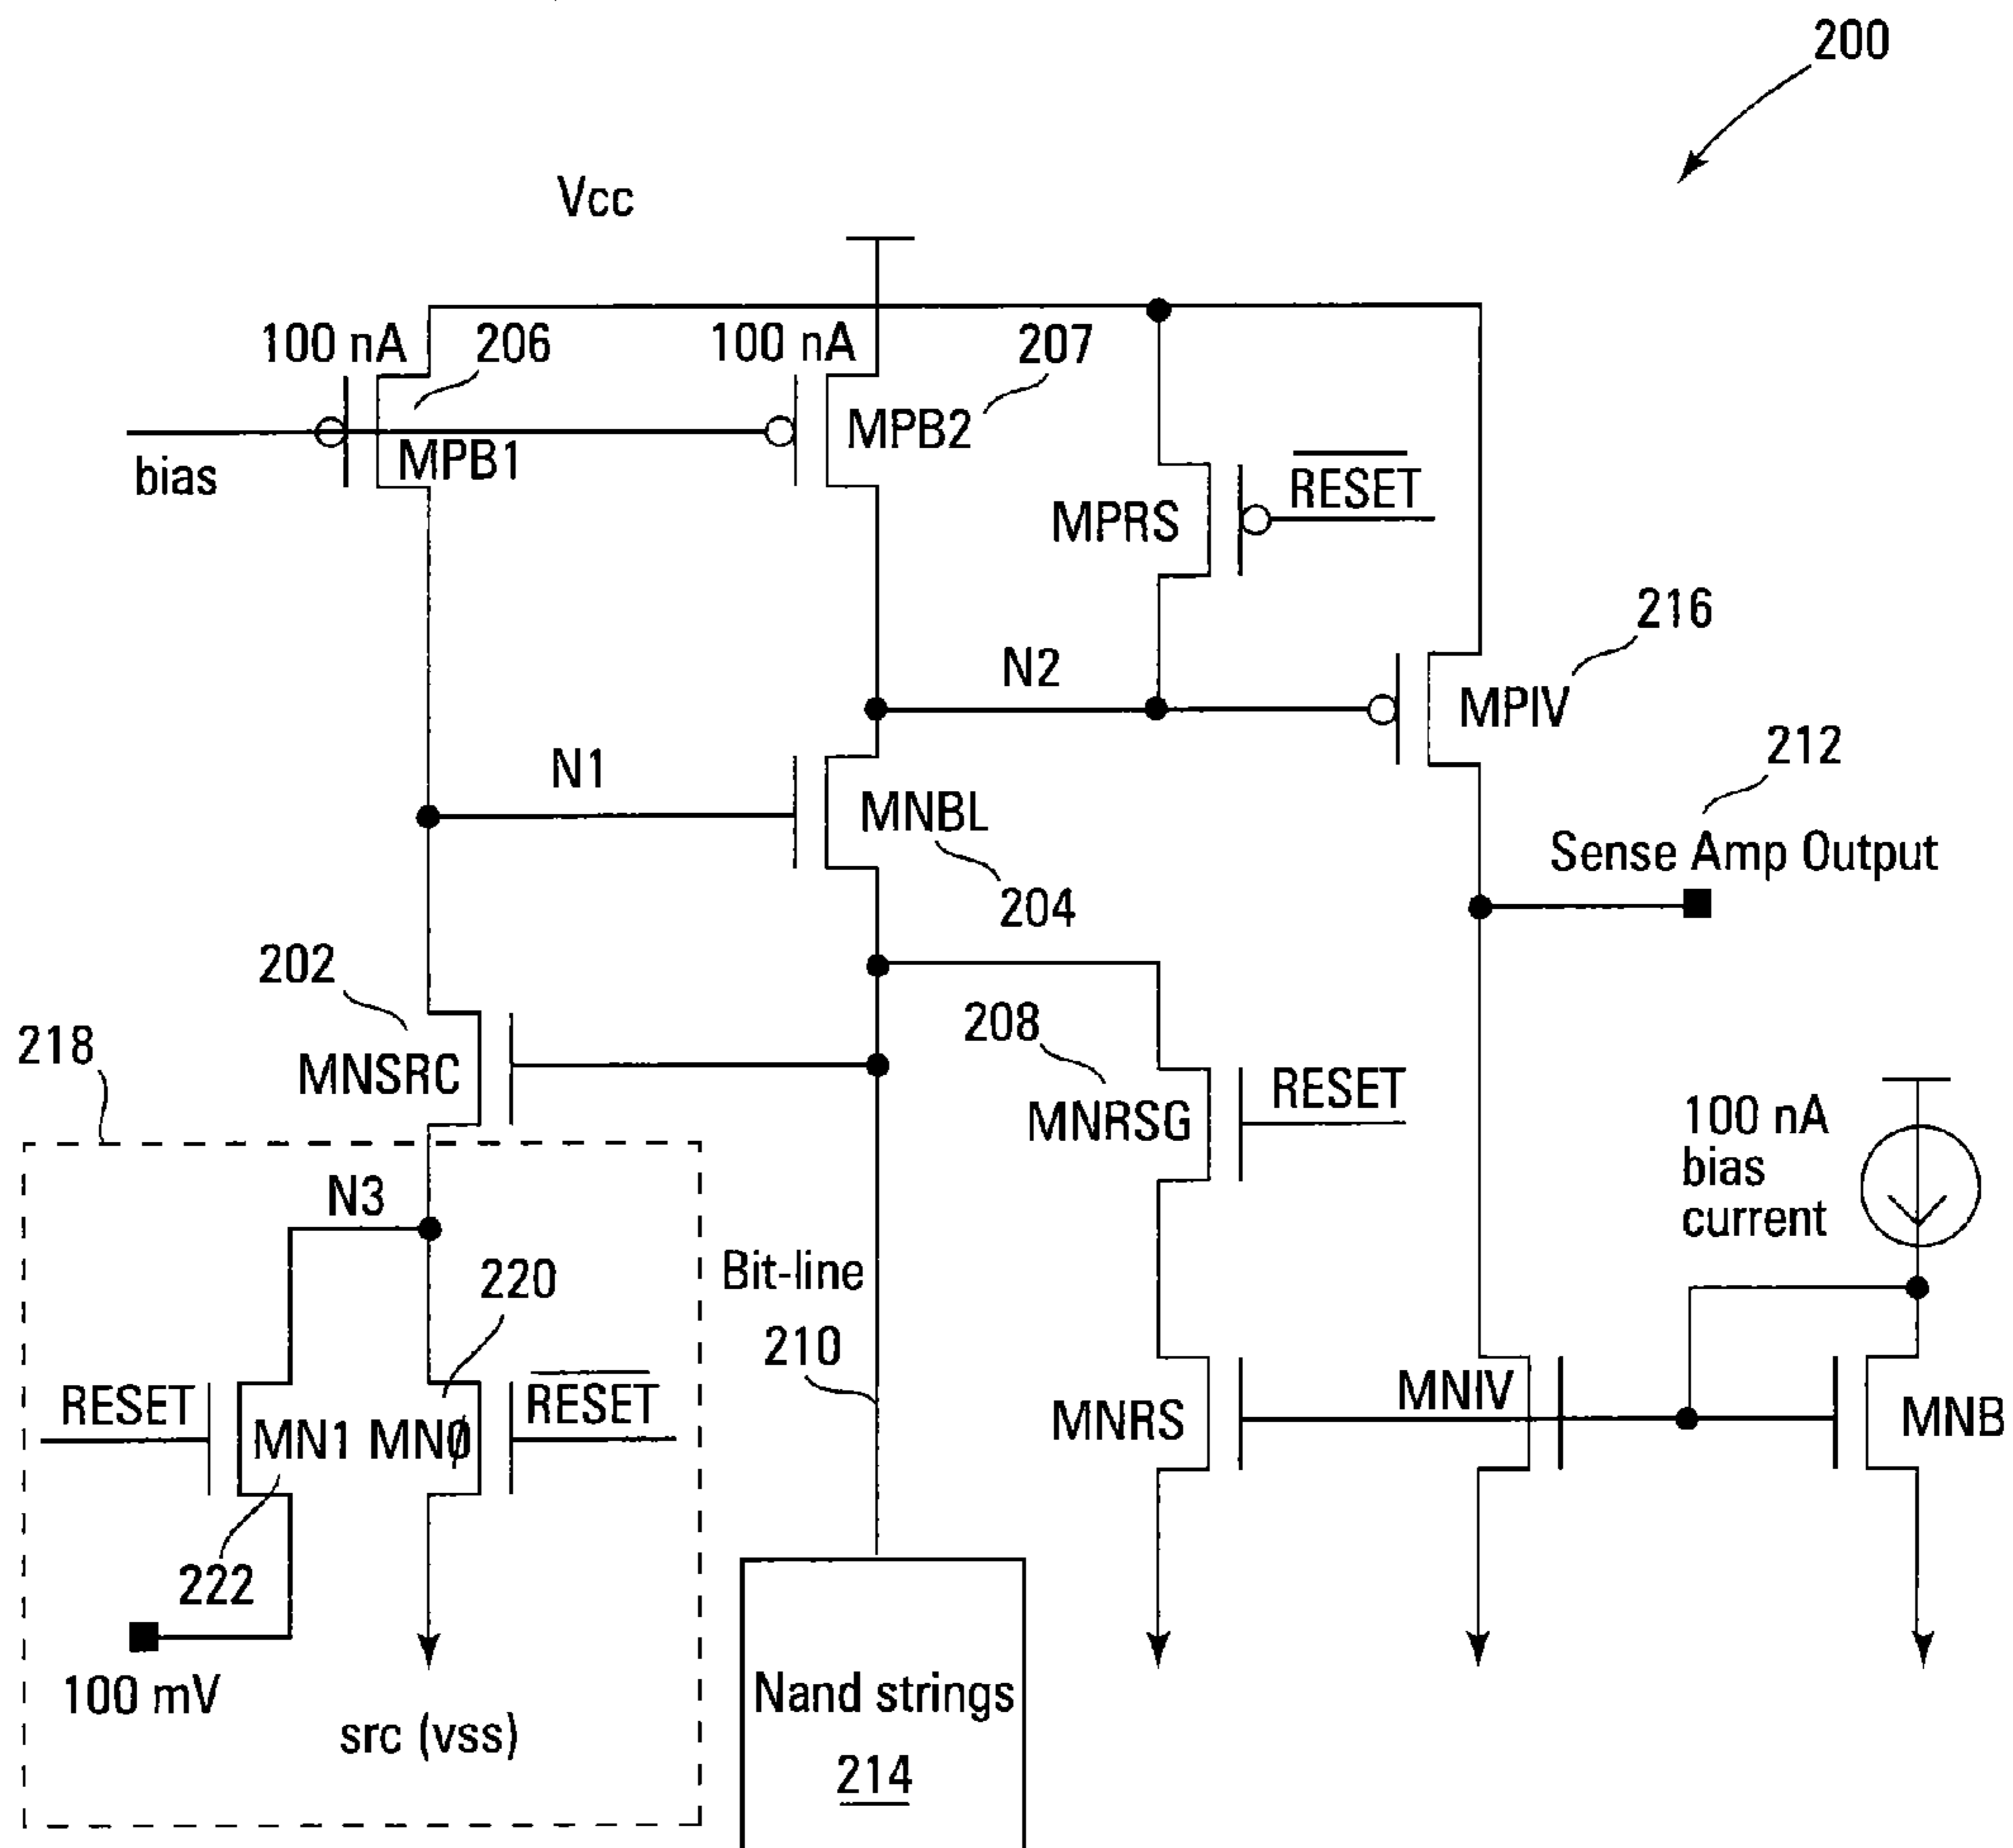 200
Vcc
100 nA
206
100 nA
207
MPB2
bias
MPB1
RESET
MPRS
216
N2
MPIV
N1
212
MNBL
Sense Amp Output
204
202
208
218
MNSRC
RESET
MNRSG
100 nA
bias
current
N3
220
Bit-line
210
RESET
RESET
MNIV
MNRS
MNB
MN1
MNØ
222
100 mV
Nand strings
src (vss)
214